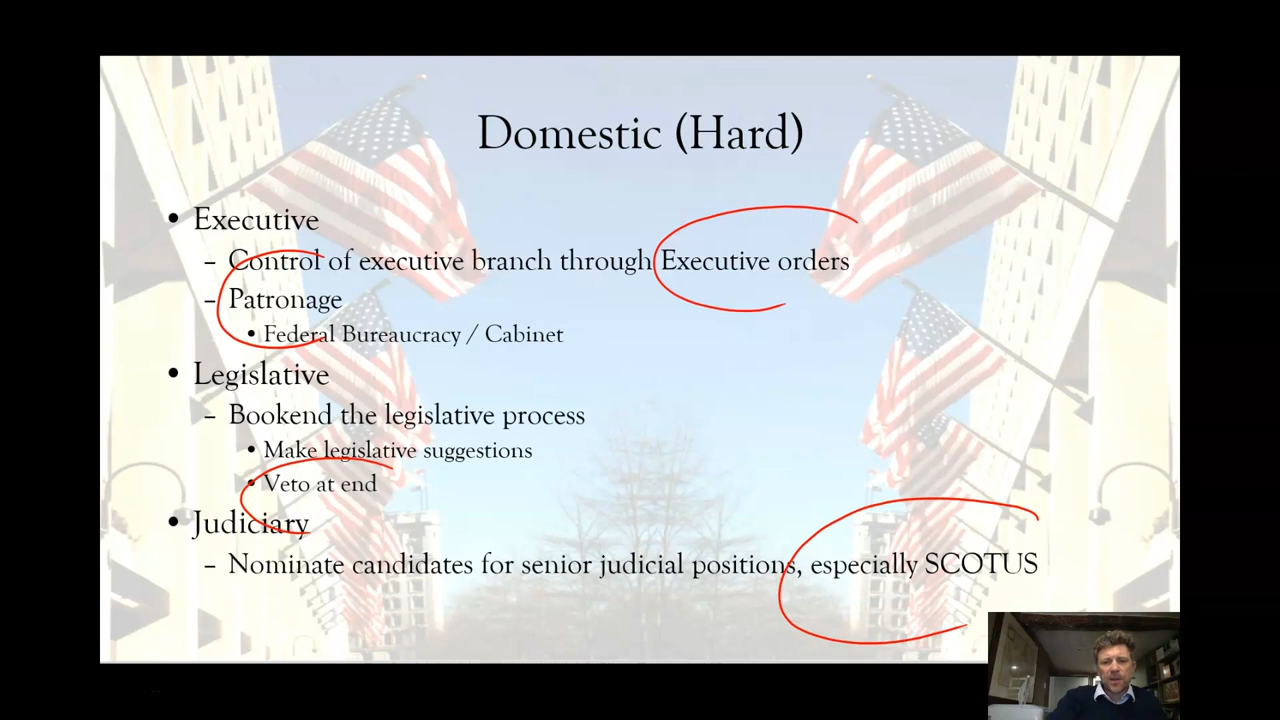 Domestic (Hard)
• Executive
– Control of executive branch through Executive orders
– Patronage
• Federal Bureaucracy / Cabinet
• Legislative
– Bookend the legislative process
• Make legislative suggestions
• Veto at end
• Judiciary
– Nominate candidates for senior judicial positions, especially SCOTUS